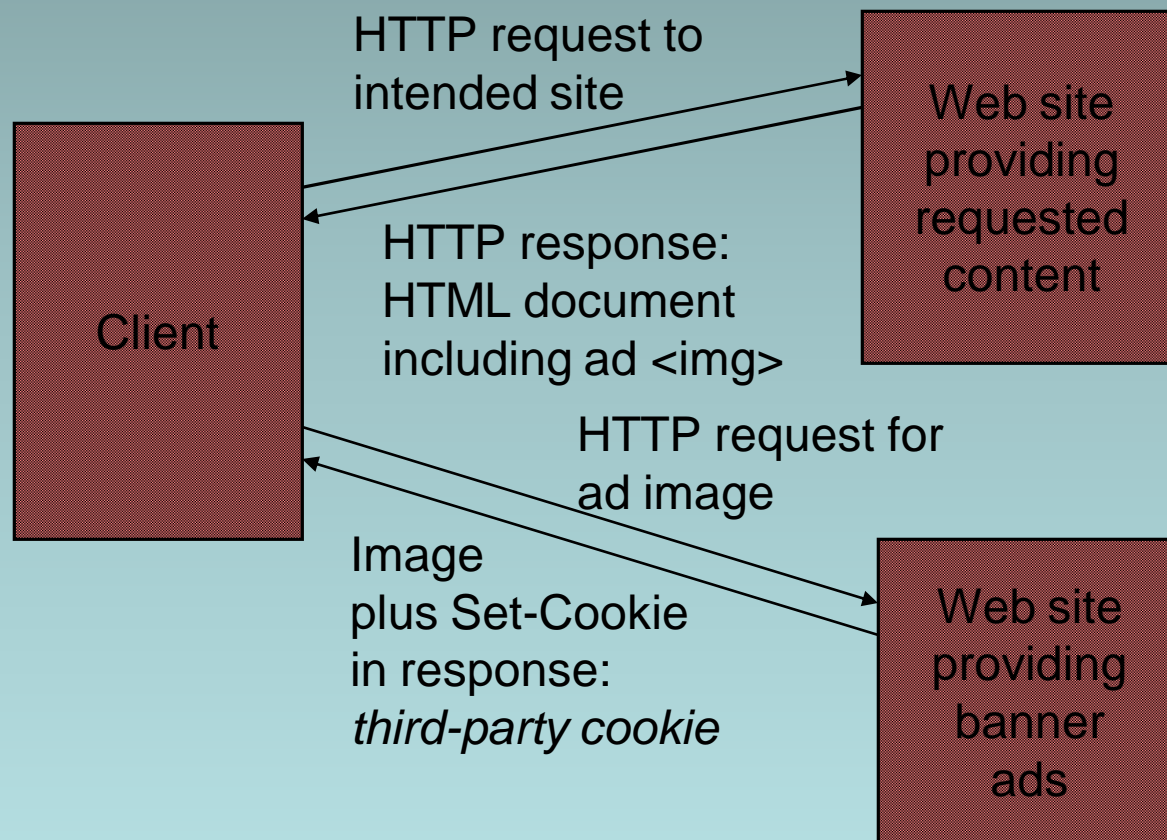 HTTP request to
intended site
Web site
providing
requested
content
Client
HTTP response:
HTML document
including ad <img>
HTTP request for
ad image
Image
plus Set-Cookie
in response:
third-party cookie
Web site
providing
banner
ads